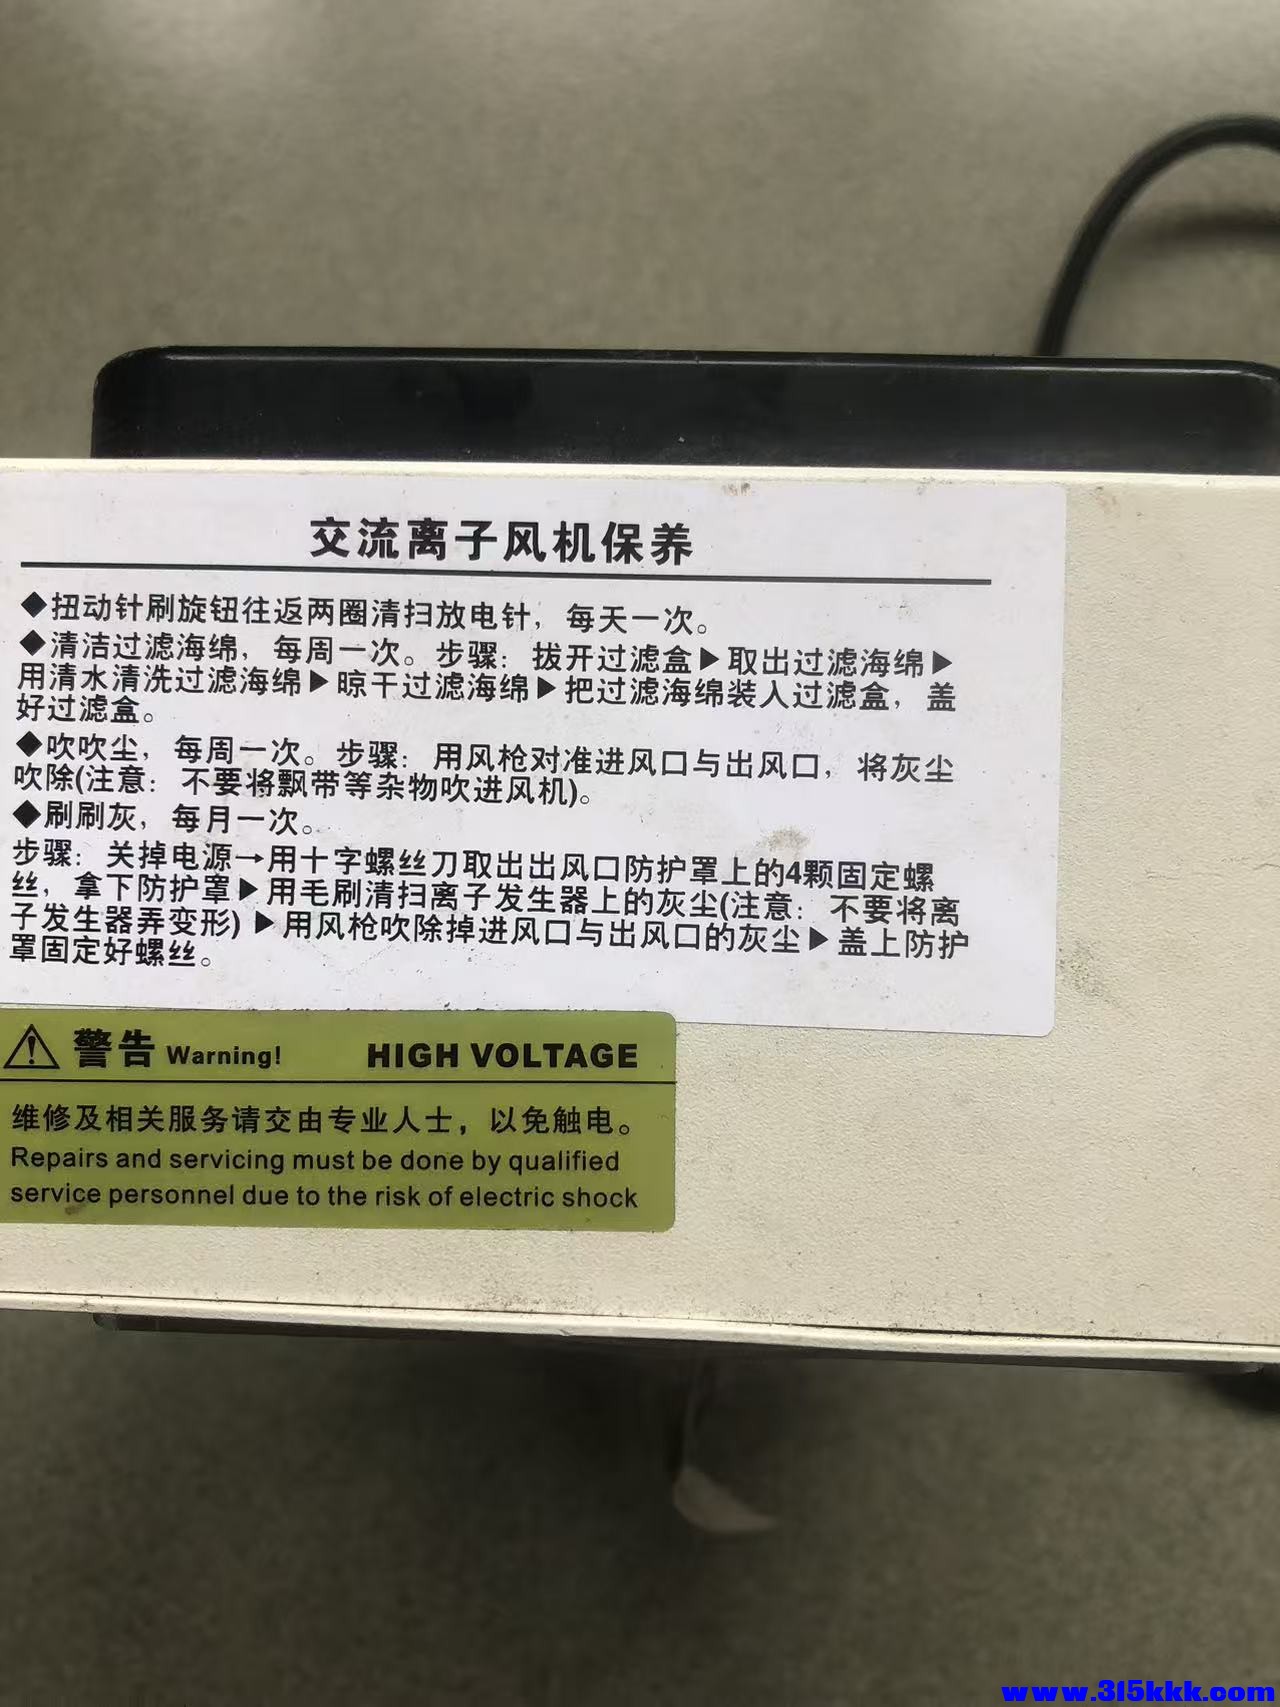 交流离子风机保养
◆扭动针刷旋钮往返两圈清扫放电针，每天一次。
◆清洁过滤海绵，每周一次。步骤：拔开过滤盒▶取出过滤海绵▶
用清水清洗过滤海绵▶晾干过滤海绵▶把过滤海绵装入过滤盒，盖
好过滤盒。
◆吹吹尘，每周一次。步骤：用风枪对准进风口与出风口，将灰尘
吹除(注意：不要将飘带等杂物吹进风机)。
◆刷刷灰，每月一次。
步骤：关掉电源→用十字螺丝刀取出出风口防护罩上的4颗固定螺
丝，拿下防护罩▶用毛刷清扫离子发生器上的灰尘(注意：不要将离
子发生器弄变形)▶用风枪吹除掉进风口与出风口的灰尘▶盖上防护
罩固定好螺丝。
警告 Warning! HIGH VOLTAGE
维修及相关服务请交由专业人士，以免触电。
Repairs and servicing must be done by qualified
service personnel due to the risk of electric shock
www.315kkk.com